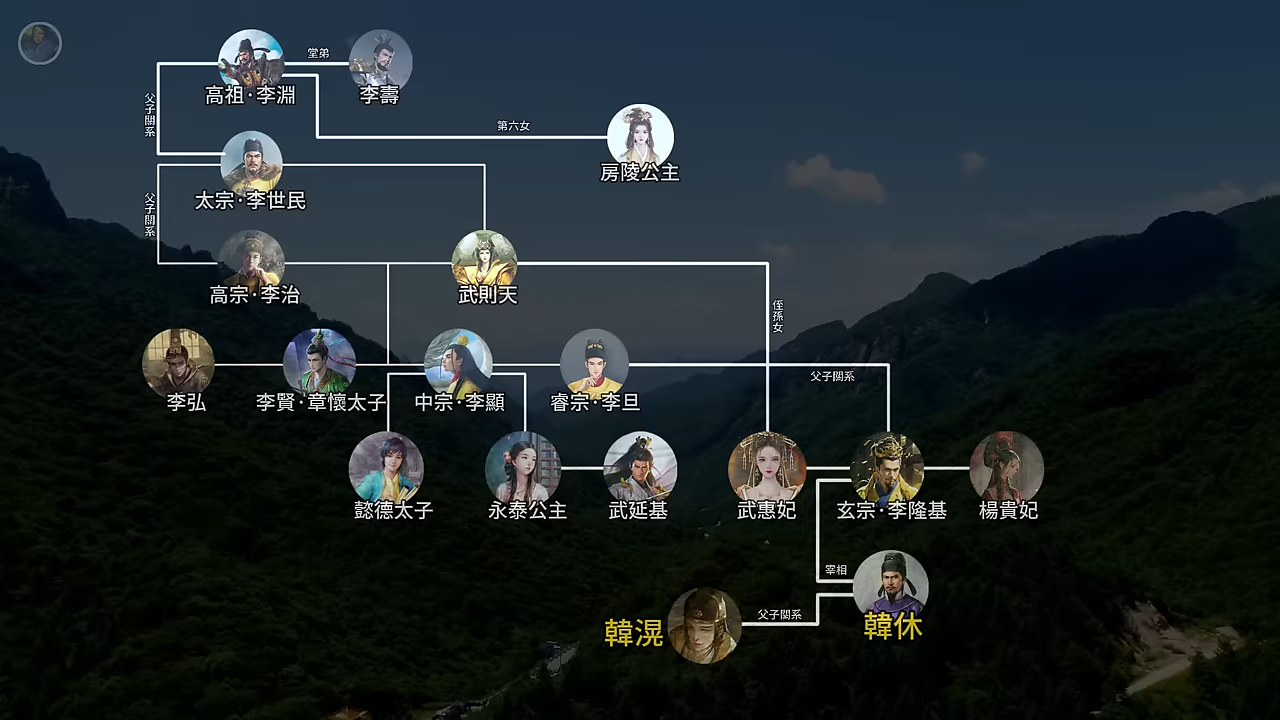 堂弟
高祖·李淵
李壽
父子關系
第六女
房陵公主
太宗·李世民
父子關系
高宗·李治
武則天
侄孫女
李弘
李賢·章懷太子
中宗·李顯
睿宗·李旦
父子關系
懿德太子
永泰公主
武延基
武惠妃
玄宗·李隆基
楊貴妃
宰相
父子關系
韓滉
韓休